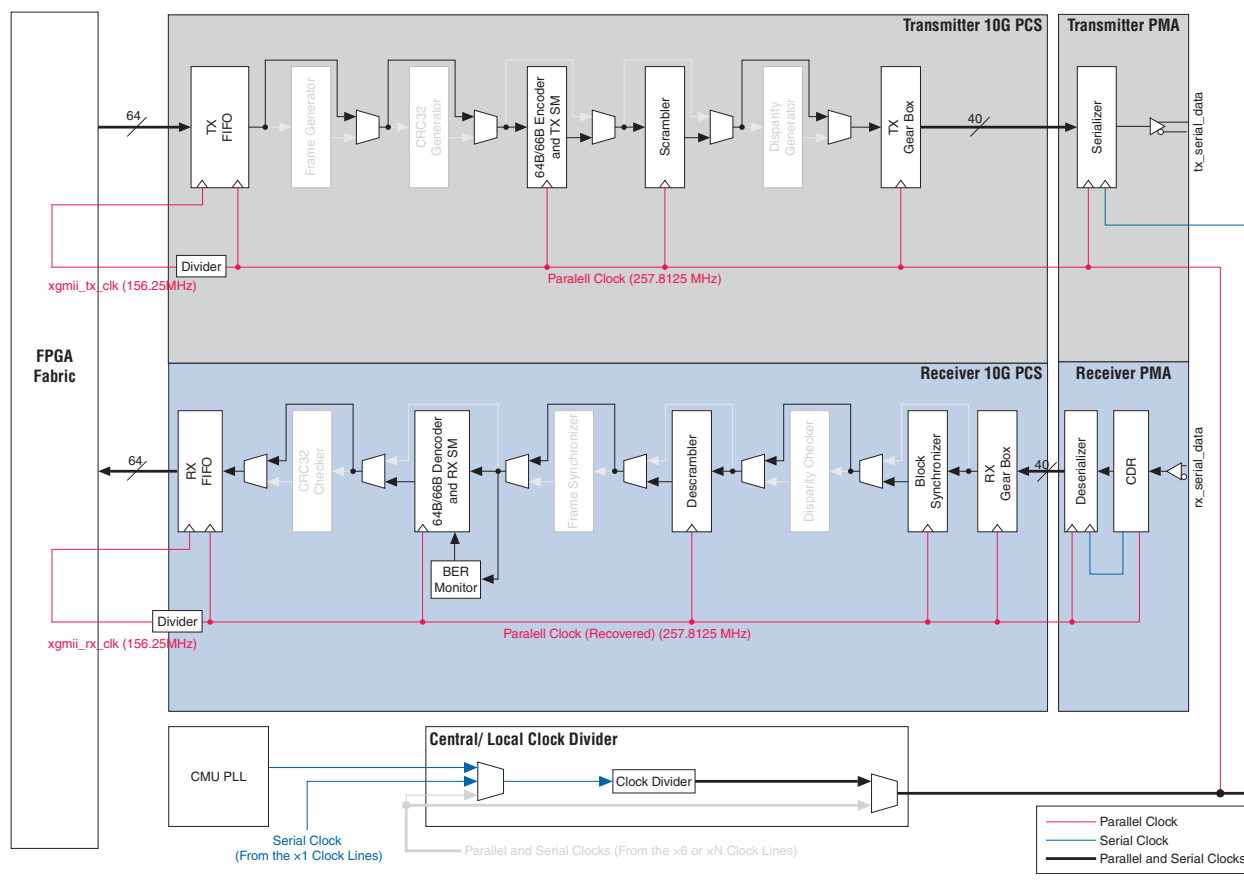 Transmitter 10G PCS
Transmitter PMA
64
TX
FIFO
Frame Generator
CRC32
Generator
64B/66B Encoder
and TX SM
Scrambler
Disparity
Generator
TX
Gear Box
40
Serializer
tx_serial_data
Divider
xgmii_tx_clk (156.25MHz)
Paralell Clock (257.8125 MHz)
FPGA
Fabric
Receiver 10G PCS
Receiver PMA
64
RX
FIFO
CRC32
Checker
64B/66B Dencoder
and RX SM
Frame Synchronizer
Descrambler
Disparity Checker
Block
Synchronizer
RX
Gear Box
40
Deserializer
CDR
rx_serial_data
BER
Monitor
Divider
xgmii_rx_clk (156.25MHz)
Paralell Clock (Recovered) (257.8125 MHz)
Central/ Local Clock Divider
CMU PLL
Clock Divider
Serial Clock
(From the ×1 Clock Lines)
Parallel and Serial Clocks (From the ×6 or ×N Clock Lines)
Parallel Clock
Serial Clock
Parallel and Serial Clocks